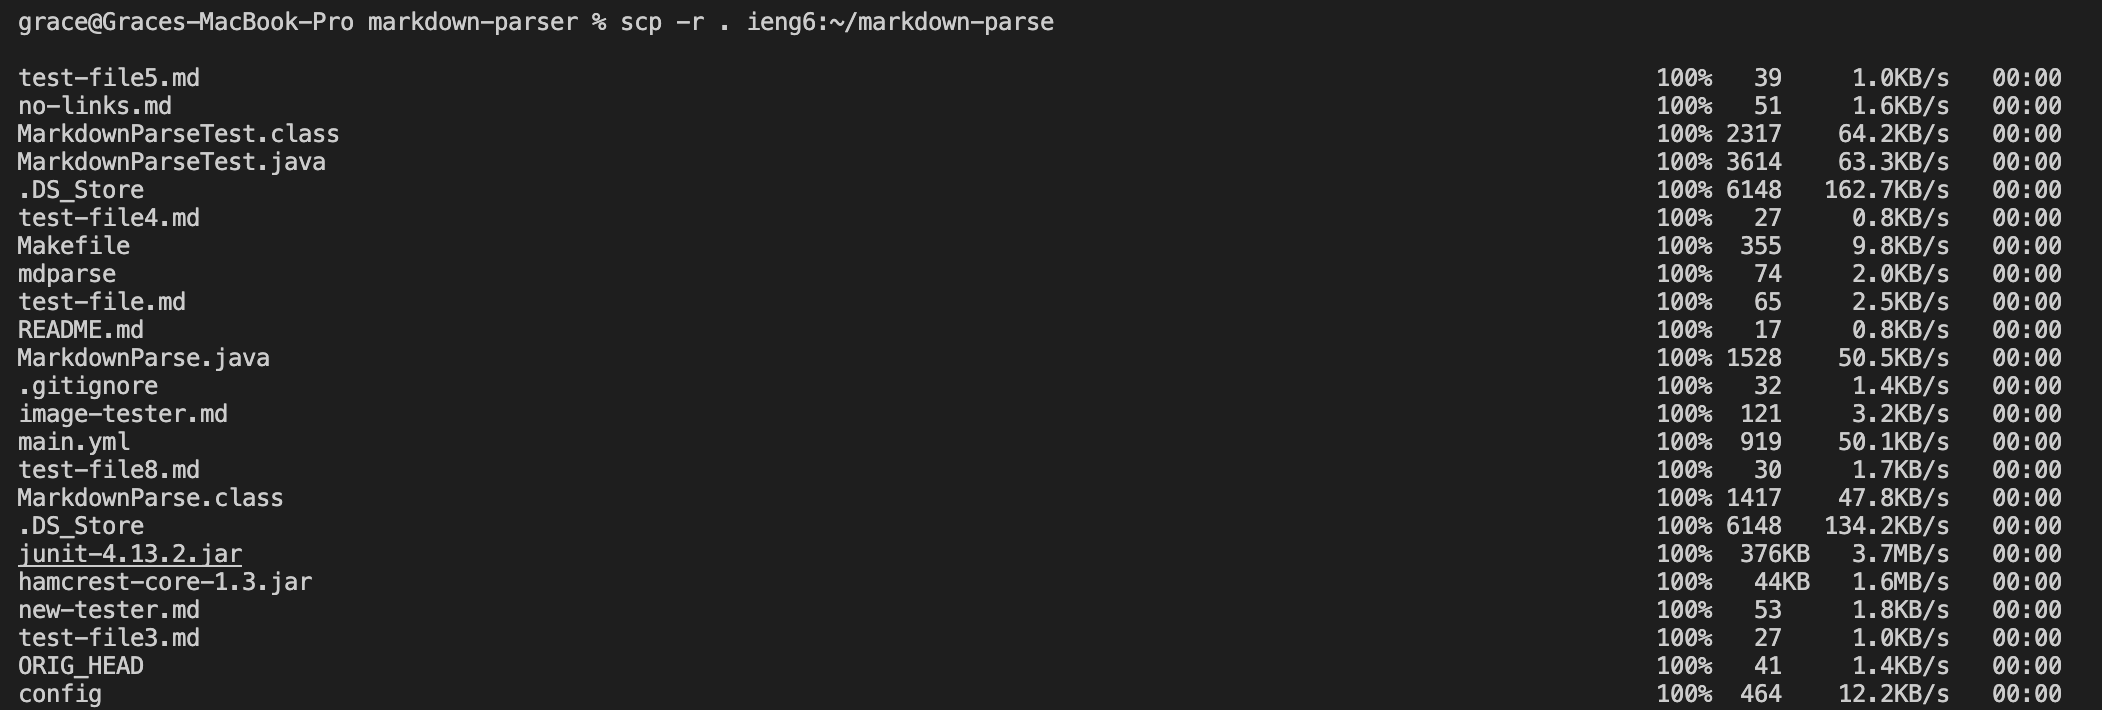 grace@Graces-MacBook-Pro markdown-parser % scp -r . ieng6:~/markdown-parse
test-file5.md 100% 39 1.0KB/s 00:00
no-links.md 100% 51 1.6KB/s 00:00
MarkdownParseTest.class 100% 2317 64.2KB/s 00:00
MarkdownParseTest.java 100% 3614 63.3KB/s 00:00
.DS_Store 100% 6148 162.7KB/s 00:00
test-file4.md 100% 27 0.8KB/s 00:00
Makefile 100% 355 9.8KB/s 00:00
mdparse 100% 74 2.0KB/s 00:00
test-file.md 100% 65 2.5KB/s 00:00
README.md 100% 17 0.8KB/s 00:00
MarkdownParse.java 100% 1528 50.5KB/s 00:00
.gitignore 100% 32 1.4KB/s 00:00
image-tester.md 100% 121 3.2KB/s 00:00
main.yml 100% 919 50.1KB/s 00:00
test-file8.md 100% 30 1.7KB/s 00:00
MarkdownParse.class 100% 1417 47.8KB/s 00:00
.DS_Store 100% 6148 134.2KB/s 00:00
junit-4.13.2.jar 100% 376KB 3.7MB/s 00:00
hamcrest-core-1.3.jar 100% 44KB 1.6MB/s 00:00
new-tester.md 100% 53 1.8KB/s 00:00
test-file3.md 100% 27 1.0KB/s 00:00
ORIG_HEAD 100% 41 1.4KB/s 00:00
config 100% 464 12.2KB/s 00:00